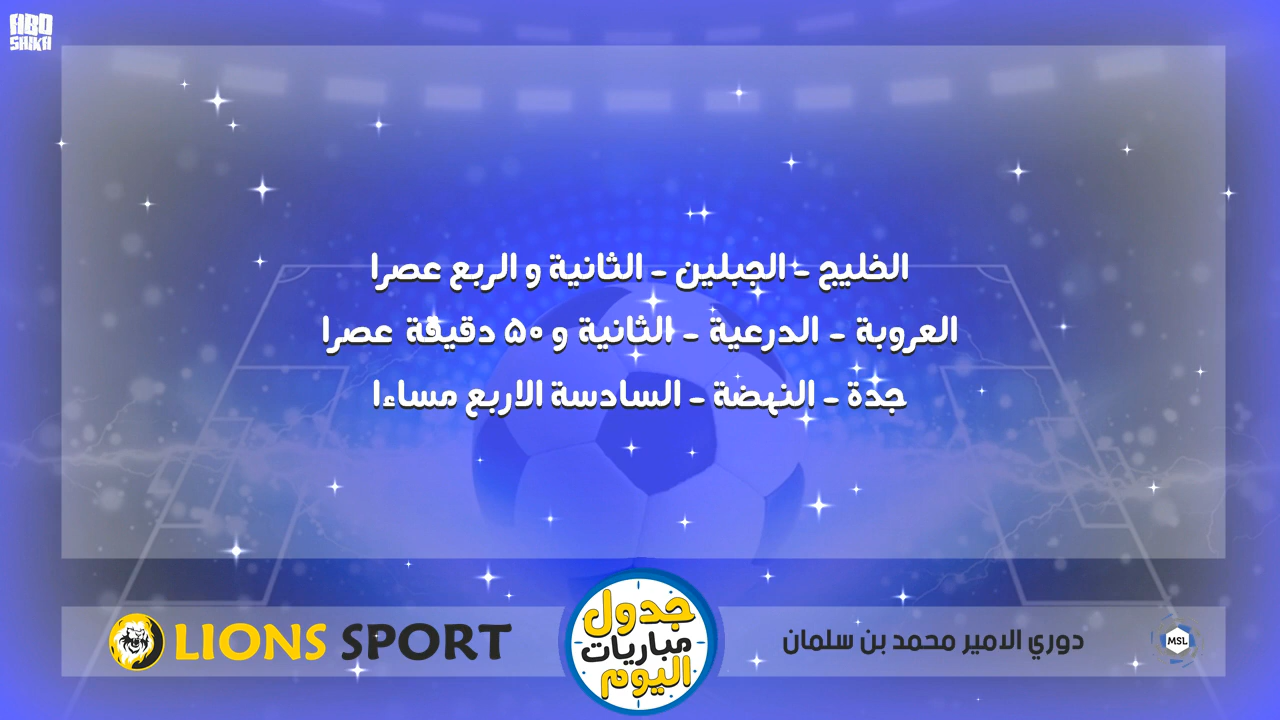 ABO
SAIKA
الخليج - الجبلين - الثانية و الربع عصرا
العروبة - الدرعية - الثانية و ٥٠ دقيقة عصرا
جدة - النهضة - السادسة الاربع مساءا
LIONS SPORT
جدول
مباريات
اليوم
دوري الامير محمد بن سلمان
MSL